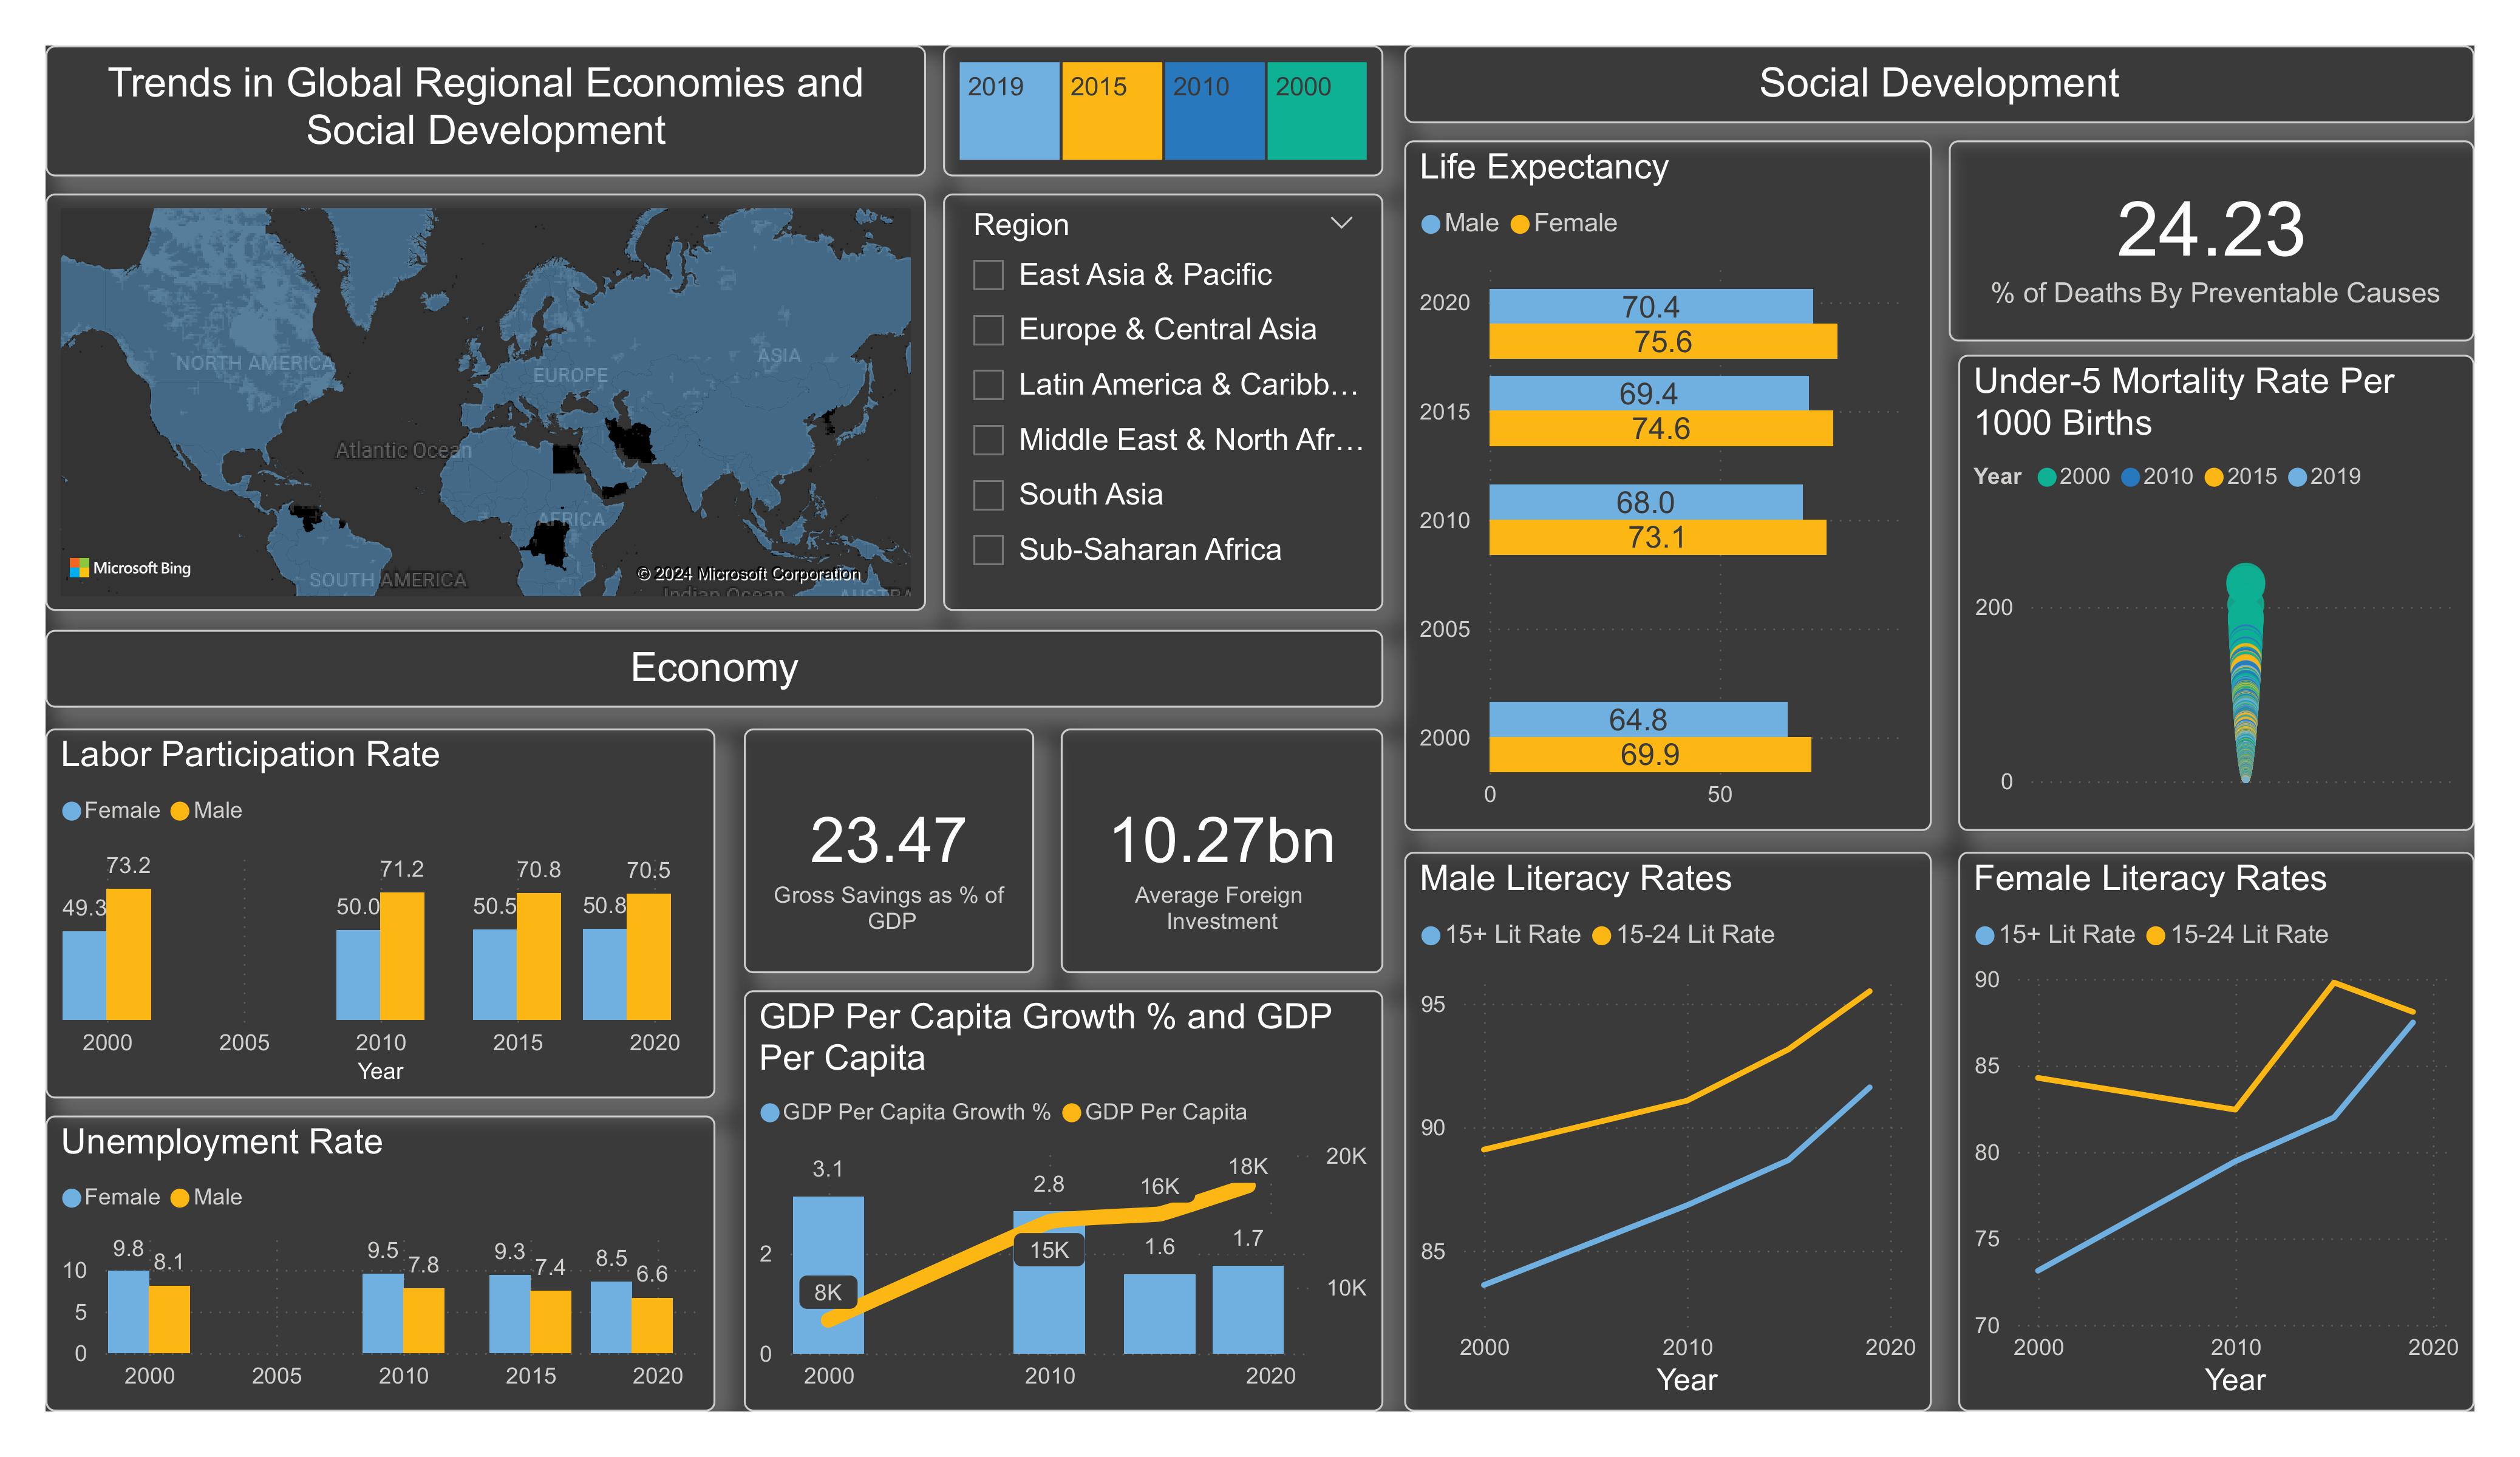 Trends in Global Regional Economies and
Social Development
2019
2015
2010
2000
Social Development
NORTH AMERICA
EUROPE
ASIA
Atlantic Ocean
AFRICA
SOUTH AMERICA
Microsoft Bing
© 2024 Microsoft Corporation
Indian Ocean
Region
East Asia & Pacific
Europe & Central Asia
Latin America & Caribb…
Middle East & North Afr…
South Asia
Sub-Saharan Africa
Life Expectancy
Male Female
2020
70.4
75.6
2015
69.4
74.6
2010
68.0
73.1
2005
2000
64.8
69.9
0 50
24.23
% of Deaths By Preventable Causes
Under-5 Mortality Rate Per
1000 Births
Year 2000 2010 2015 2019
200
0
Economy
Labor Participation Rate
Female Male
49.3 73.2 50.0 71.2 50.5 70.8 50.8 70.5
2000 2005 2010 2015 2020
Year
23.47
Gross Savings as % of
GDP
10.27bn
Average Foreign
Investment
Unemployment Rate
Female Male
9.8 8.1 9.5 7.8 9.3 7.4 8.5 6.6
10
5
0
2000 2005 2010 2015 2020
GDP Per Capita Growth % and GDP
Per Capita
GDP Per Capita Growth % GDP Per Capita
3.1 2.8 1.6 1.7
8K 15K 16K 18K
20K
10K
2
0
2000 2010 2020
Male Literacy Rates
15+ Lit Rate 15-24 Lit Rate
95
90
85
2000 2010 2020
Year
Female Literacy Rates
15+ Lit Rate 15-24 Lit Rate
90
85
80
75
70
2000 2010 2020
Year